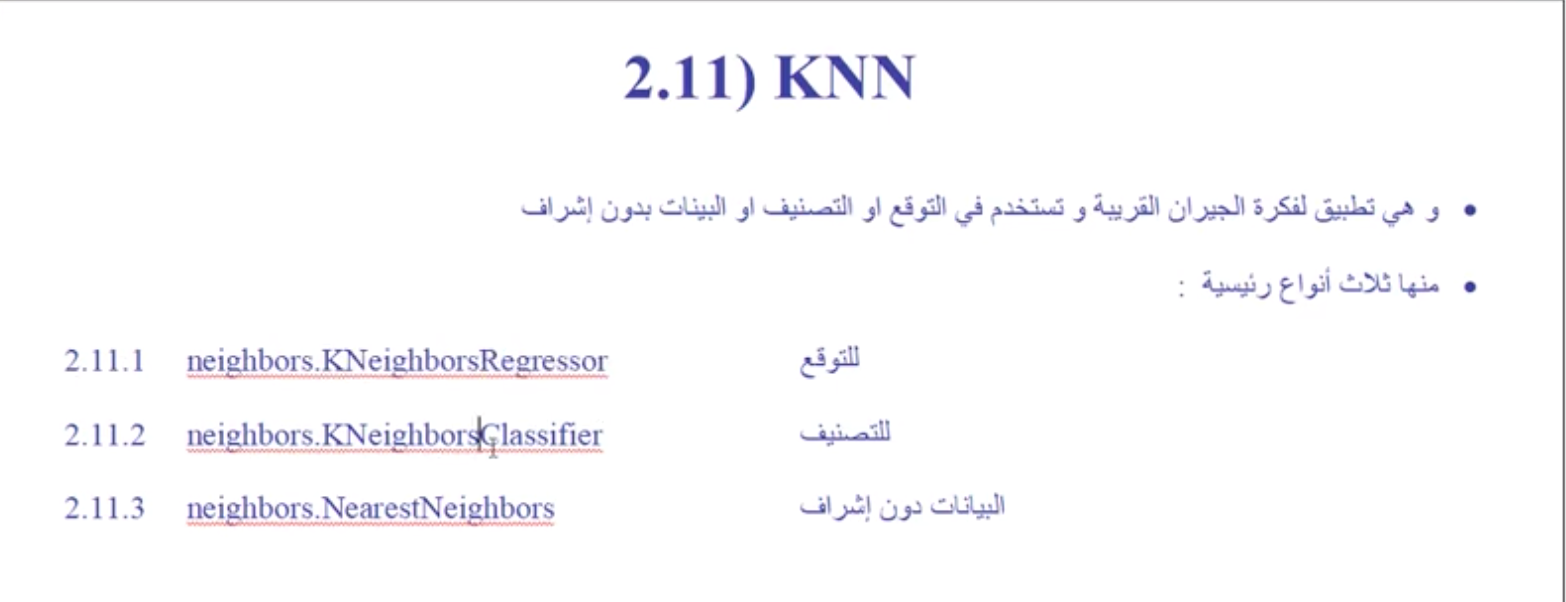 2.11) KNN
و هي تطبيق لفكرة الجيران القريبة و تستخدم في التوقع او التصنيف او البينات بدون إشراف
منها ثلاث أنواع رئيسية :
2.11.1 neighbors.KNeighborsRegressor للتوقع
2.11.2 neighbors.KNeighborsClassifier للتصنيف
2.11.3 neighbors.NearestNeighbors البيانات دون إشراف